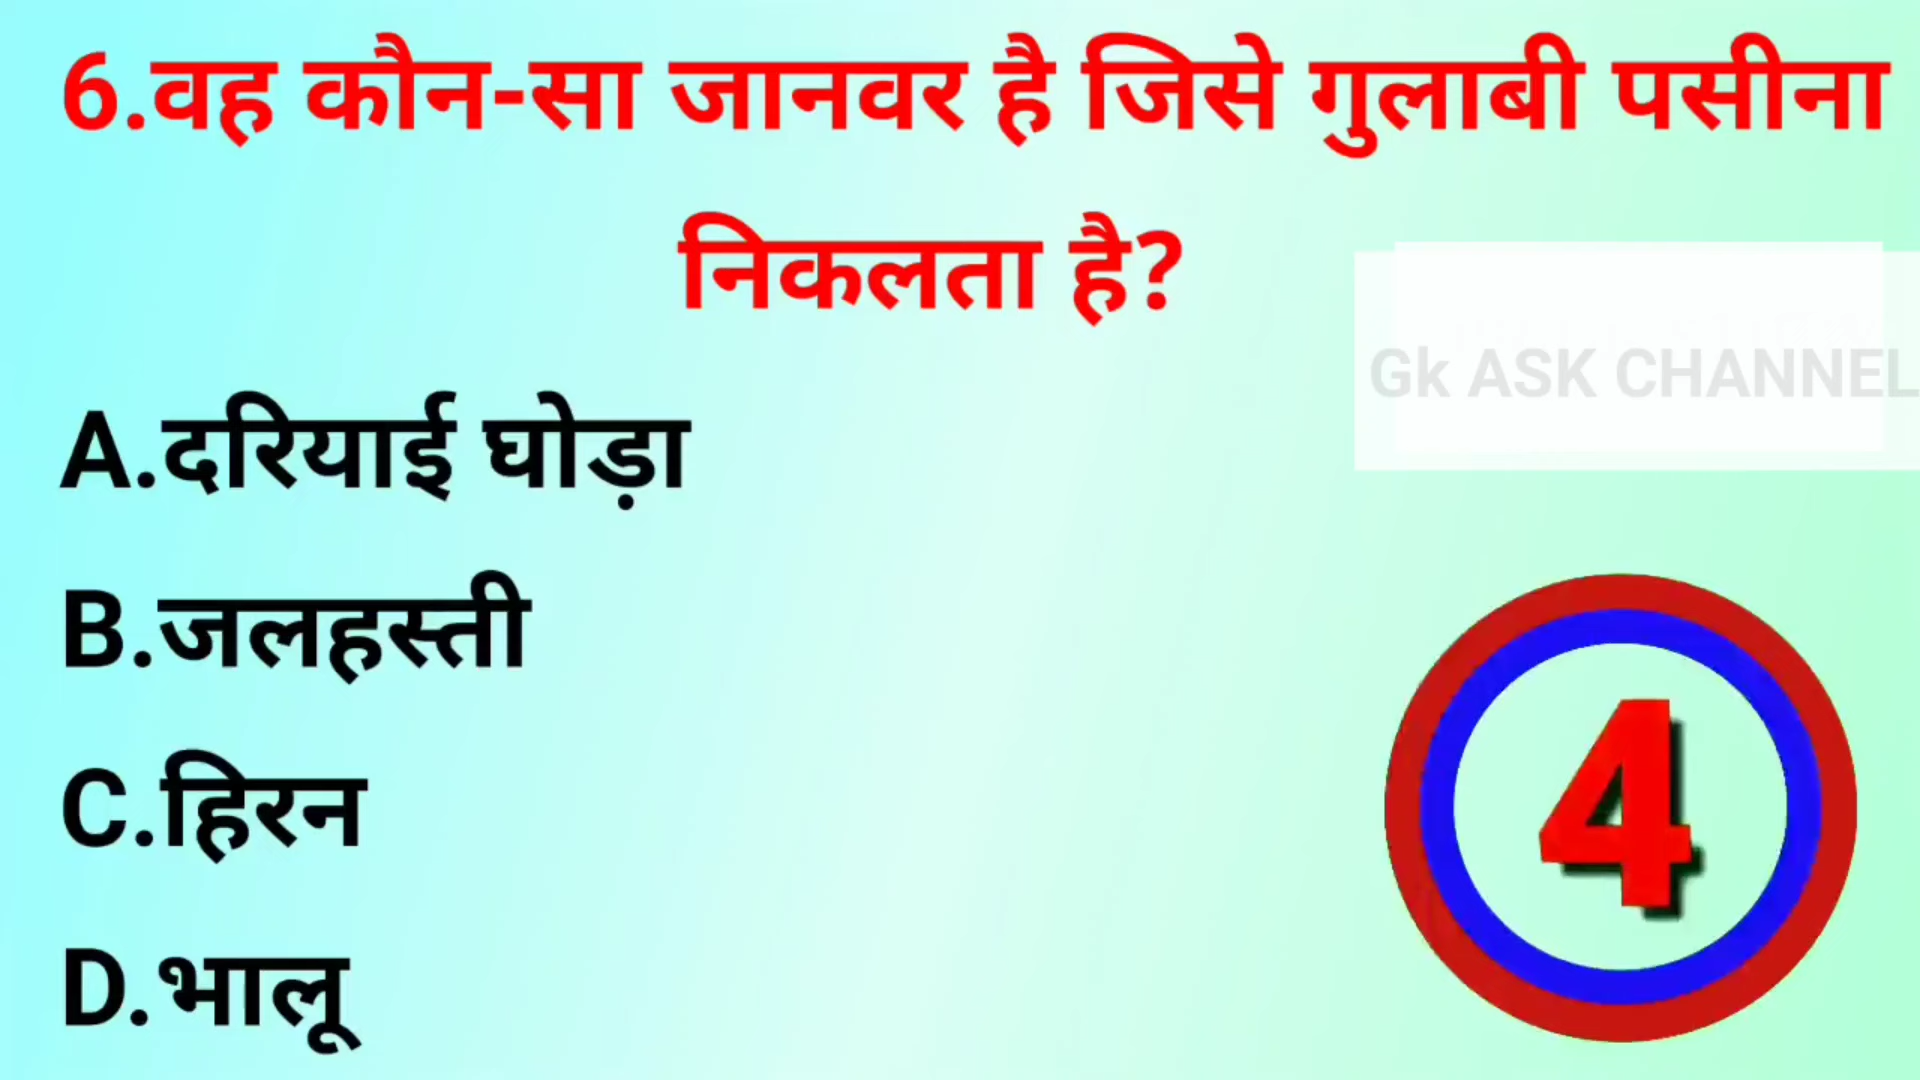 6.वह कौन-सा जानवर है जिसे गुलाबी पसीना
निकलता है?
Gk ASK CHANNEL
A.दरियाई घोड़ा
B.जलहस्ती
C.हिरन
D.भालू
4